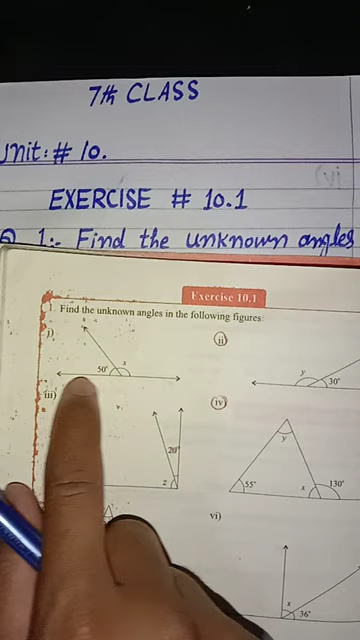 7th CLASS
Unit: # 10.
EXERCISE # 10.1
Q 1:- Find the unknown angles
Exercise 10.1
1. Find the unknown angles in the following figures:
i)
50° x
ii)
y 30°
iii)
20°
z
iv)
y
55° x 130°
vi)
x
36°